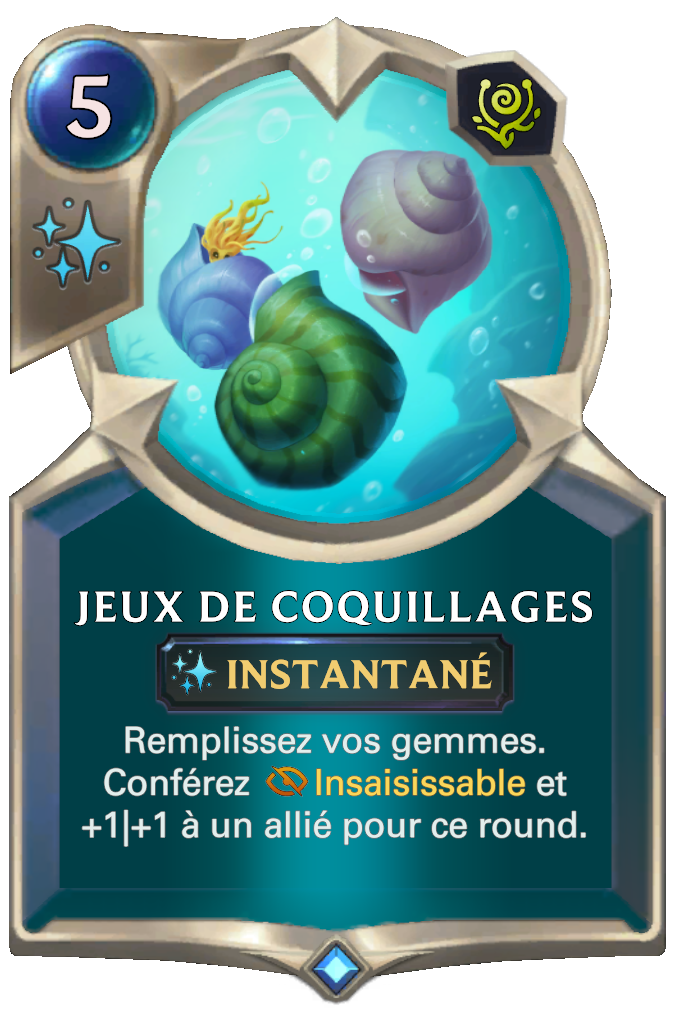 5
JEUX DE COQUILLAGES
INSTANTANÉ
Remplissez vos gemmes.
Conférez Insaisissable et
+1|+1 à un allié pour ce round.